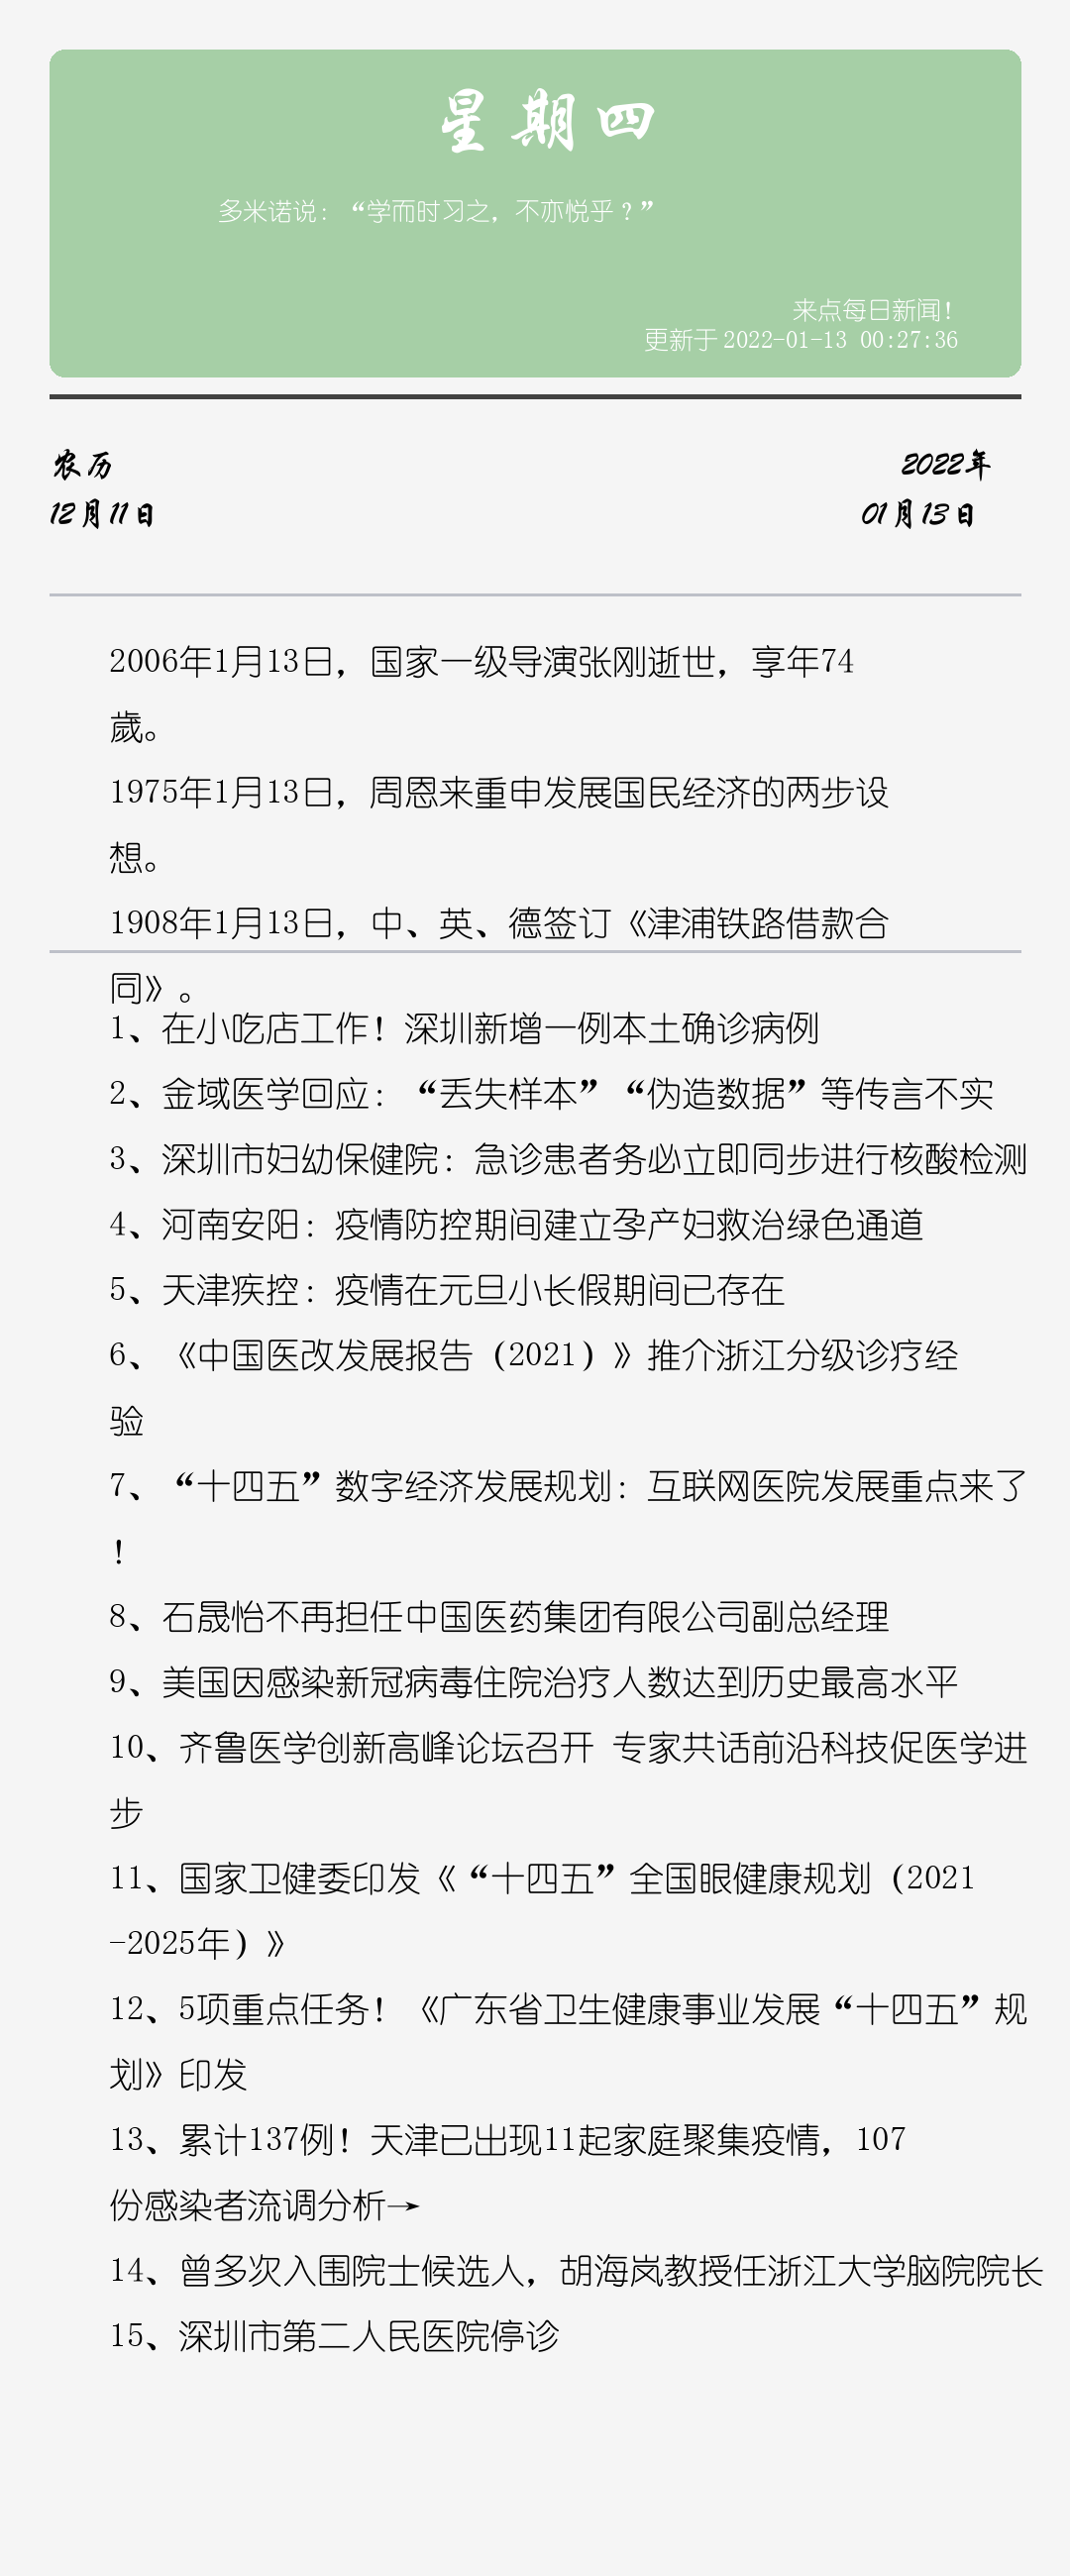 星期四
多米诺说：“学而时习之，不亦悦乎？”
来点每日新闻！
更新于 2022-01-13 00:27:36
农历
2022年
12月11日
01月13日
2006年1月13日，国家一级导演张刚逝世，享年74
歲。
1975年1月13日，周恩来重申发展国民经济的两步设
想。
1908年1月13日，中、英、德签订《津浦铁路借款合
同》。
1、在小吃店工作！深圳新增一例本土确诊病例
2、金域医学回应：“丢失样本”“伪造数据”等传言不实
3、深圳市妇幼保健院：急诊患者务必立即同步进行核酸检测
4、河南安阳：疫情防控期间建立孕产妇救治绿色通道
5、天津疾控：疫情在元旦小长假期间已存在
6、《中国医改发展报告（2021）》推介浙江分级诊疗经
验
7、“十四五”数字经济发展规划：互联网医院发展重点来了
！
8、石晟怡不再担任中国医药集团有限公司副总经理
9、美国因感染新冠病毒住院治疗人数达到历史最高水平
10、齐鲁医学创新高峰论坛召开 专家共话前沿科技促医学进
步
11、国家卫健委印发《“十四五”全国眼健康规划（2021
-2025年）》
12、5项重点任务！《广东省卫生健康事业发展“十四五”规
划》印发
13、累计137例！天津已出现11起家庭聚集疫情，107
份感染者流调分析→
14、曾多次入围院士候选人，胡海岚教授任浙江大学脑院院长
15、深圳市第二人民医院停诊